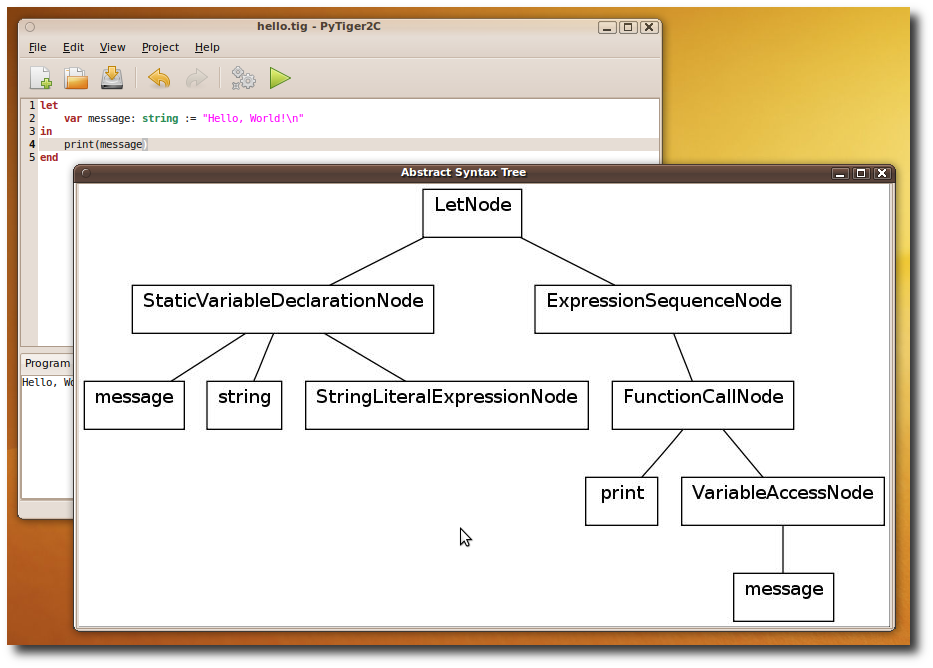 hello.tig - PyTiger2C
File Edit View Project Help
1 let
2 var message: string := "Hello, World!\n"
3 in
4 print(message)
5 end
Abstract Syntax Tree
LetNode
StaticVariableDeclarationNode ExpressionSequenceNode
Program
Hello, Wo
message string StringLiteralExpressionNode FunctionCallNode
print VariableAccessNode
message